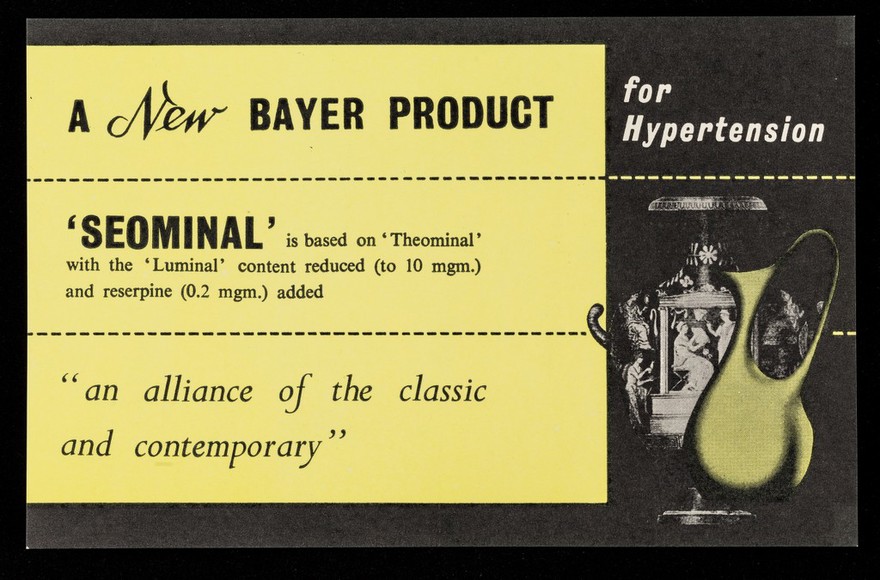 A New BAYER PRODUCT
for
Hypertension
‘SEOMINAL’ is based on ‘Theominal’
with the ‘Luminal’ content reduced (to 10 mgm.)
and reserpine (0.2 mgm.) added
“an alliance of the classic
and contemporary”